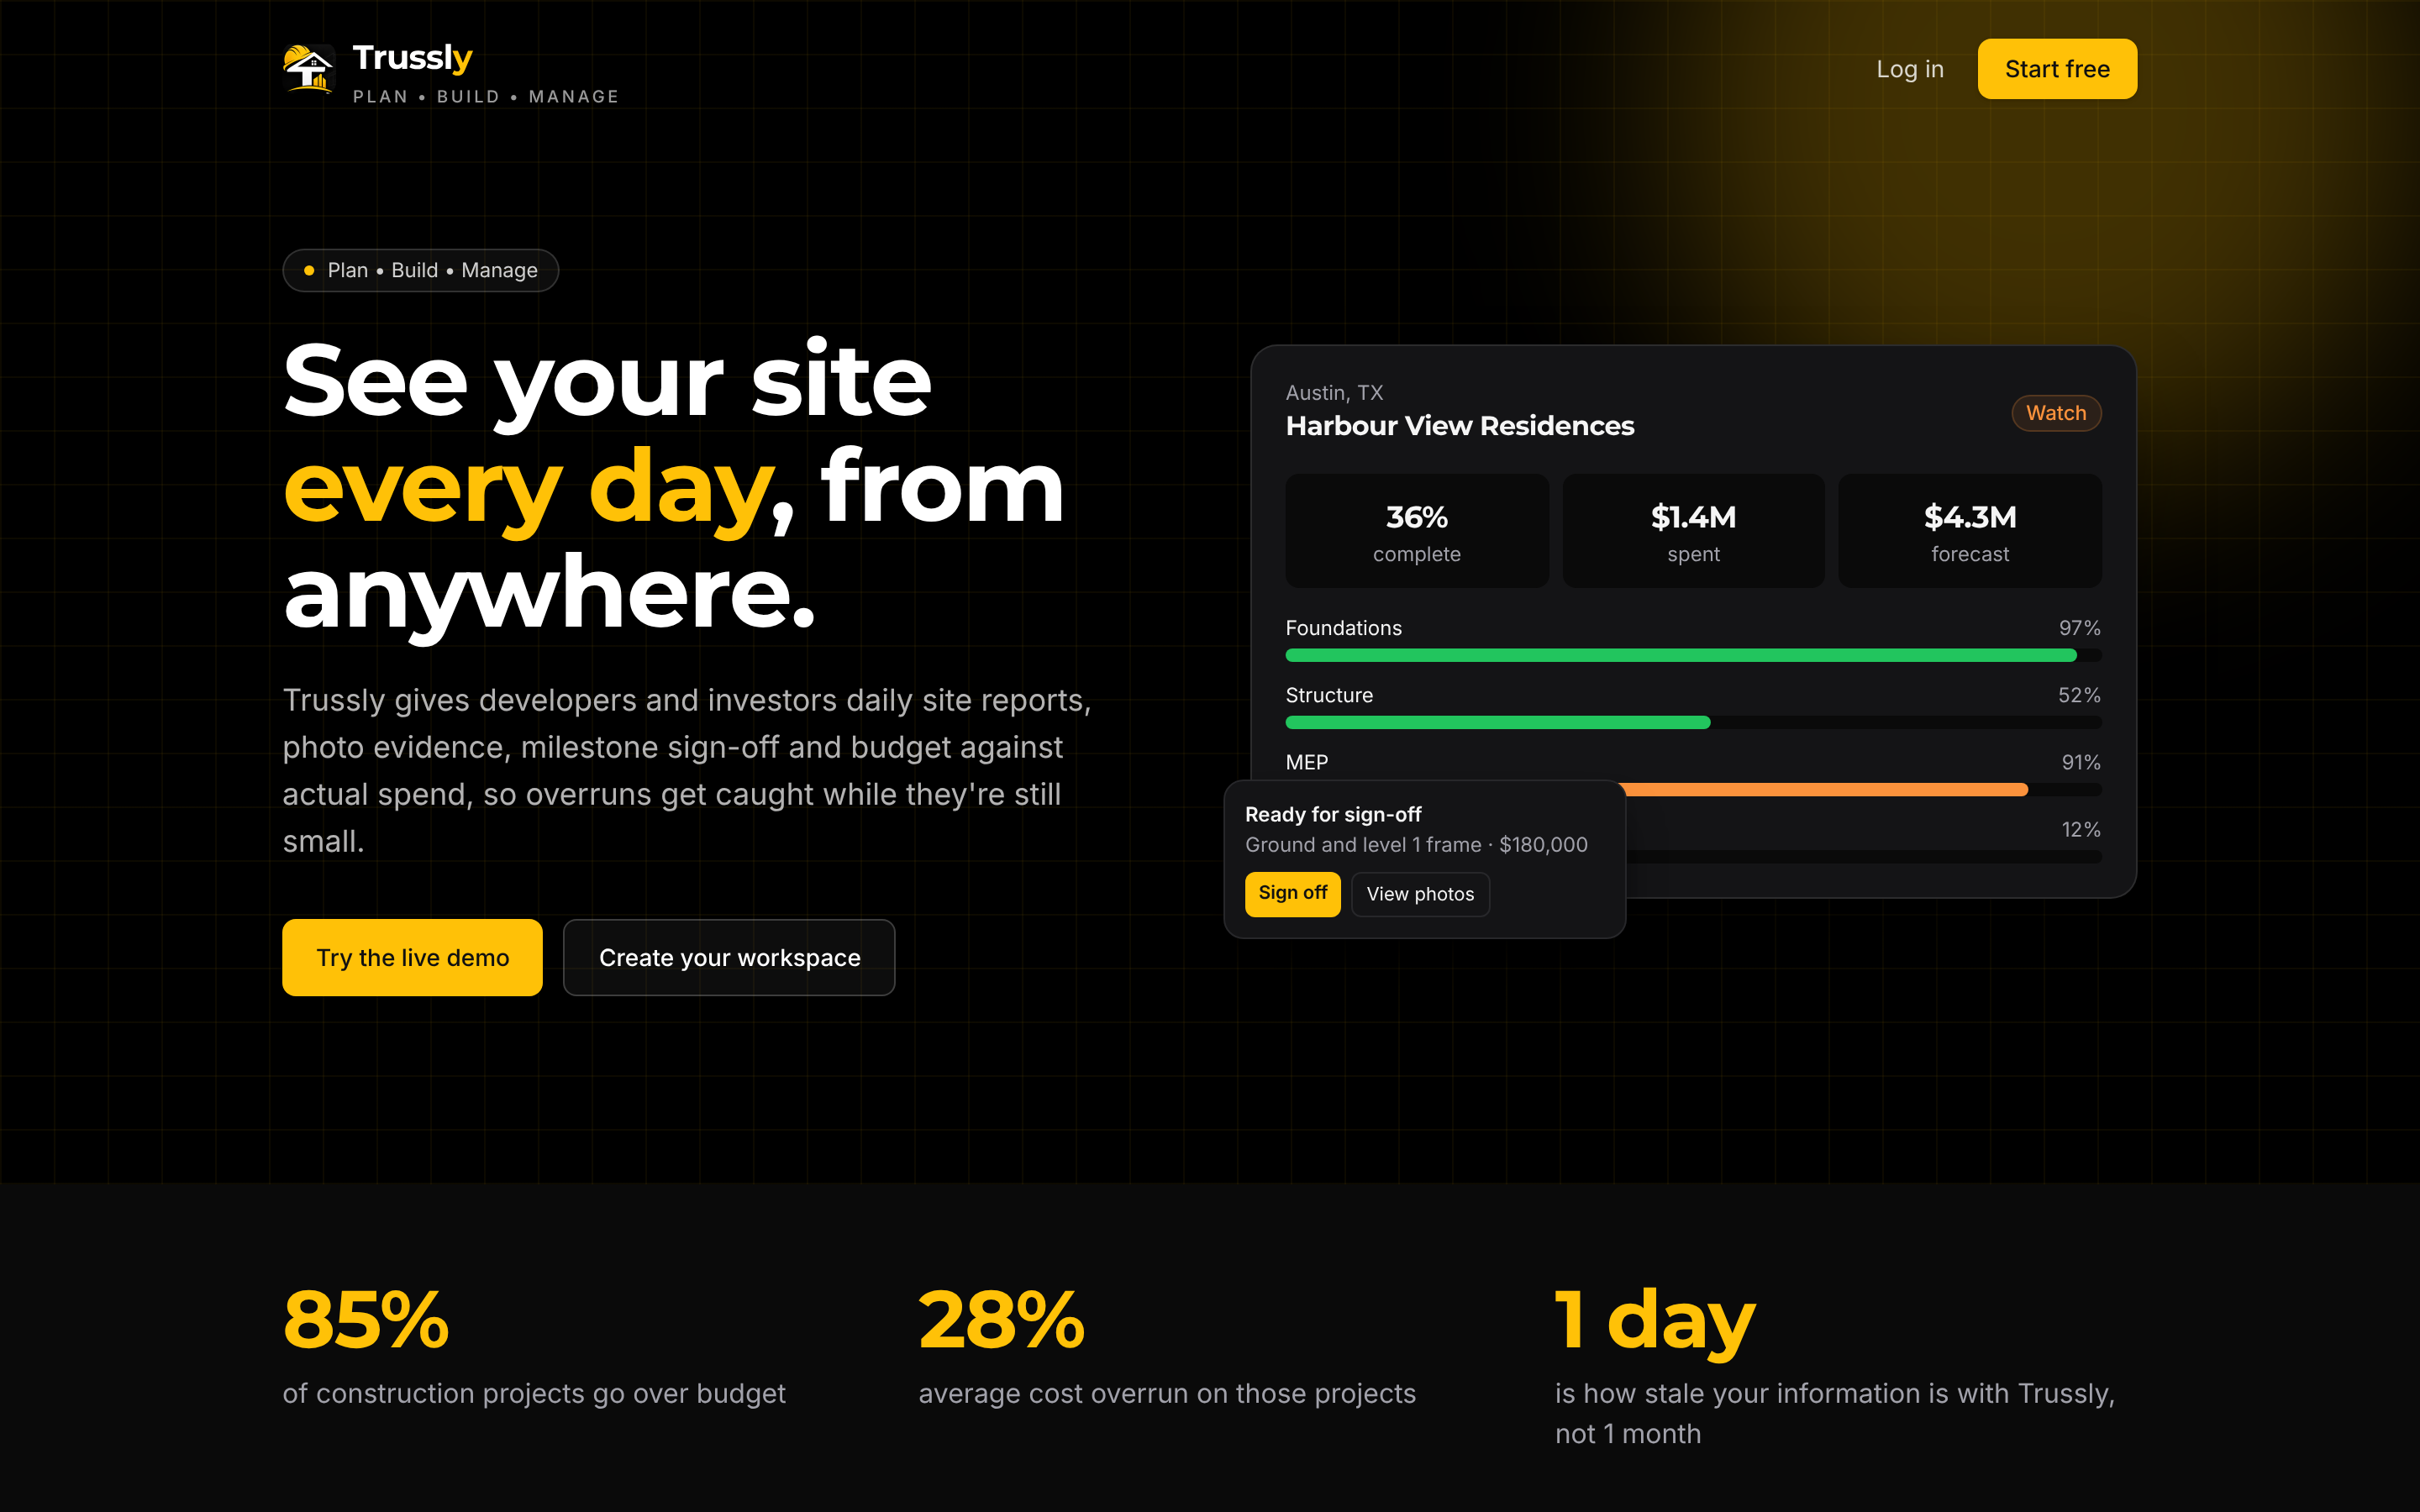 Trussly
PLAN • BUILD • MANAGE
Log in
Start free
Plan • Build • Manage
See your site
every day, from
anywhere.
Trussly gives developers and investors daily site reports,
photo evidence, milestone sign-off and budget against
actual spend, so overruns get caught while they're still
small.
Try the live demo
Create your workspace
Austin, TX
Harbour View Residences
Watch
36%
complete
$1.4M
spent
$4.3M
forecast
Foundations
97%
Structure
52%
MEP
91%
12%
Ready for sign-off
Ground and level 1 frame · $180,000
Sign off
View photos
85%
of construction projects go over budget
28%
average cost overrun on those projects
1 day
is how stale your information is with Trussly,
not 1 month